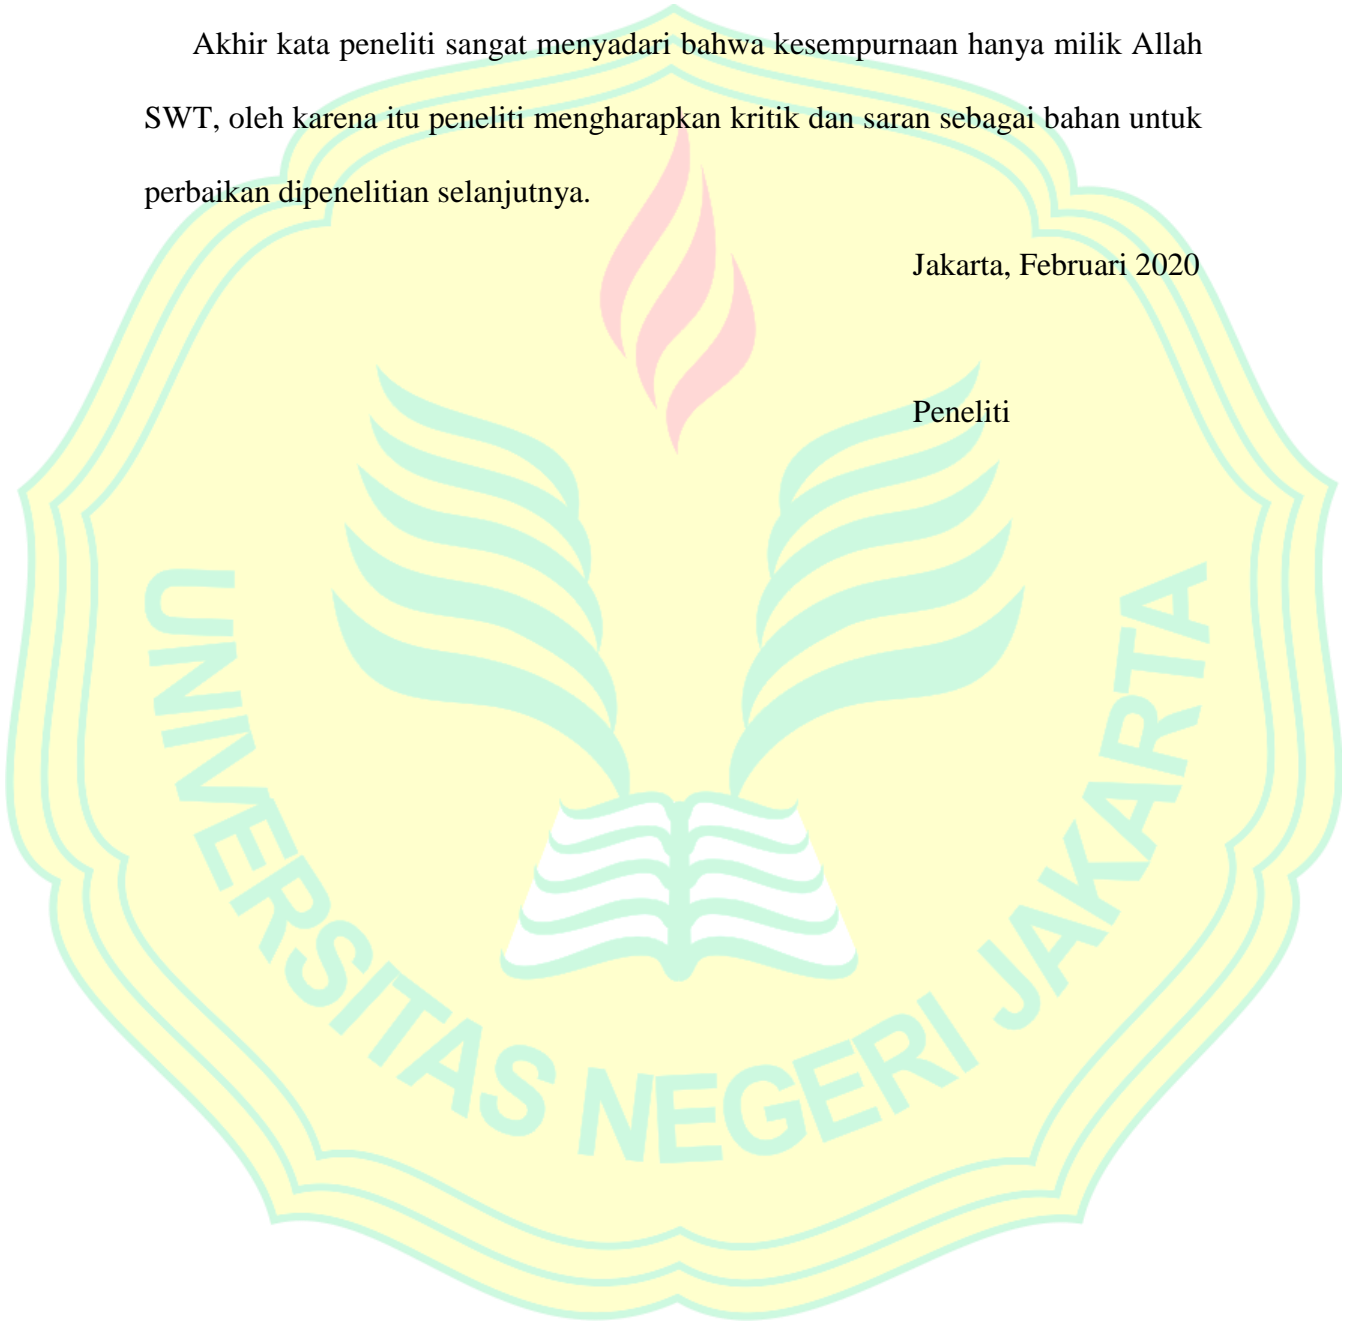 Akhir kata peneliti sangat menyadari bahwa kesempurnaan hanya milik Allah
SWT, oleh karena itu peneliti mengharapkan kritik dan saran sebagai bahan untuk
perbaikan dipenelitian selanjutnya.
Jakarta, Februari 2020
Peneliti
UNIVERSITAS NEGERI JAKARTA